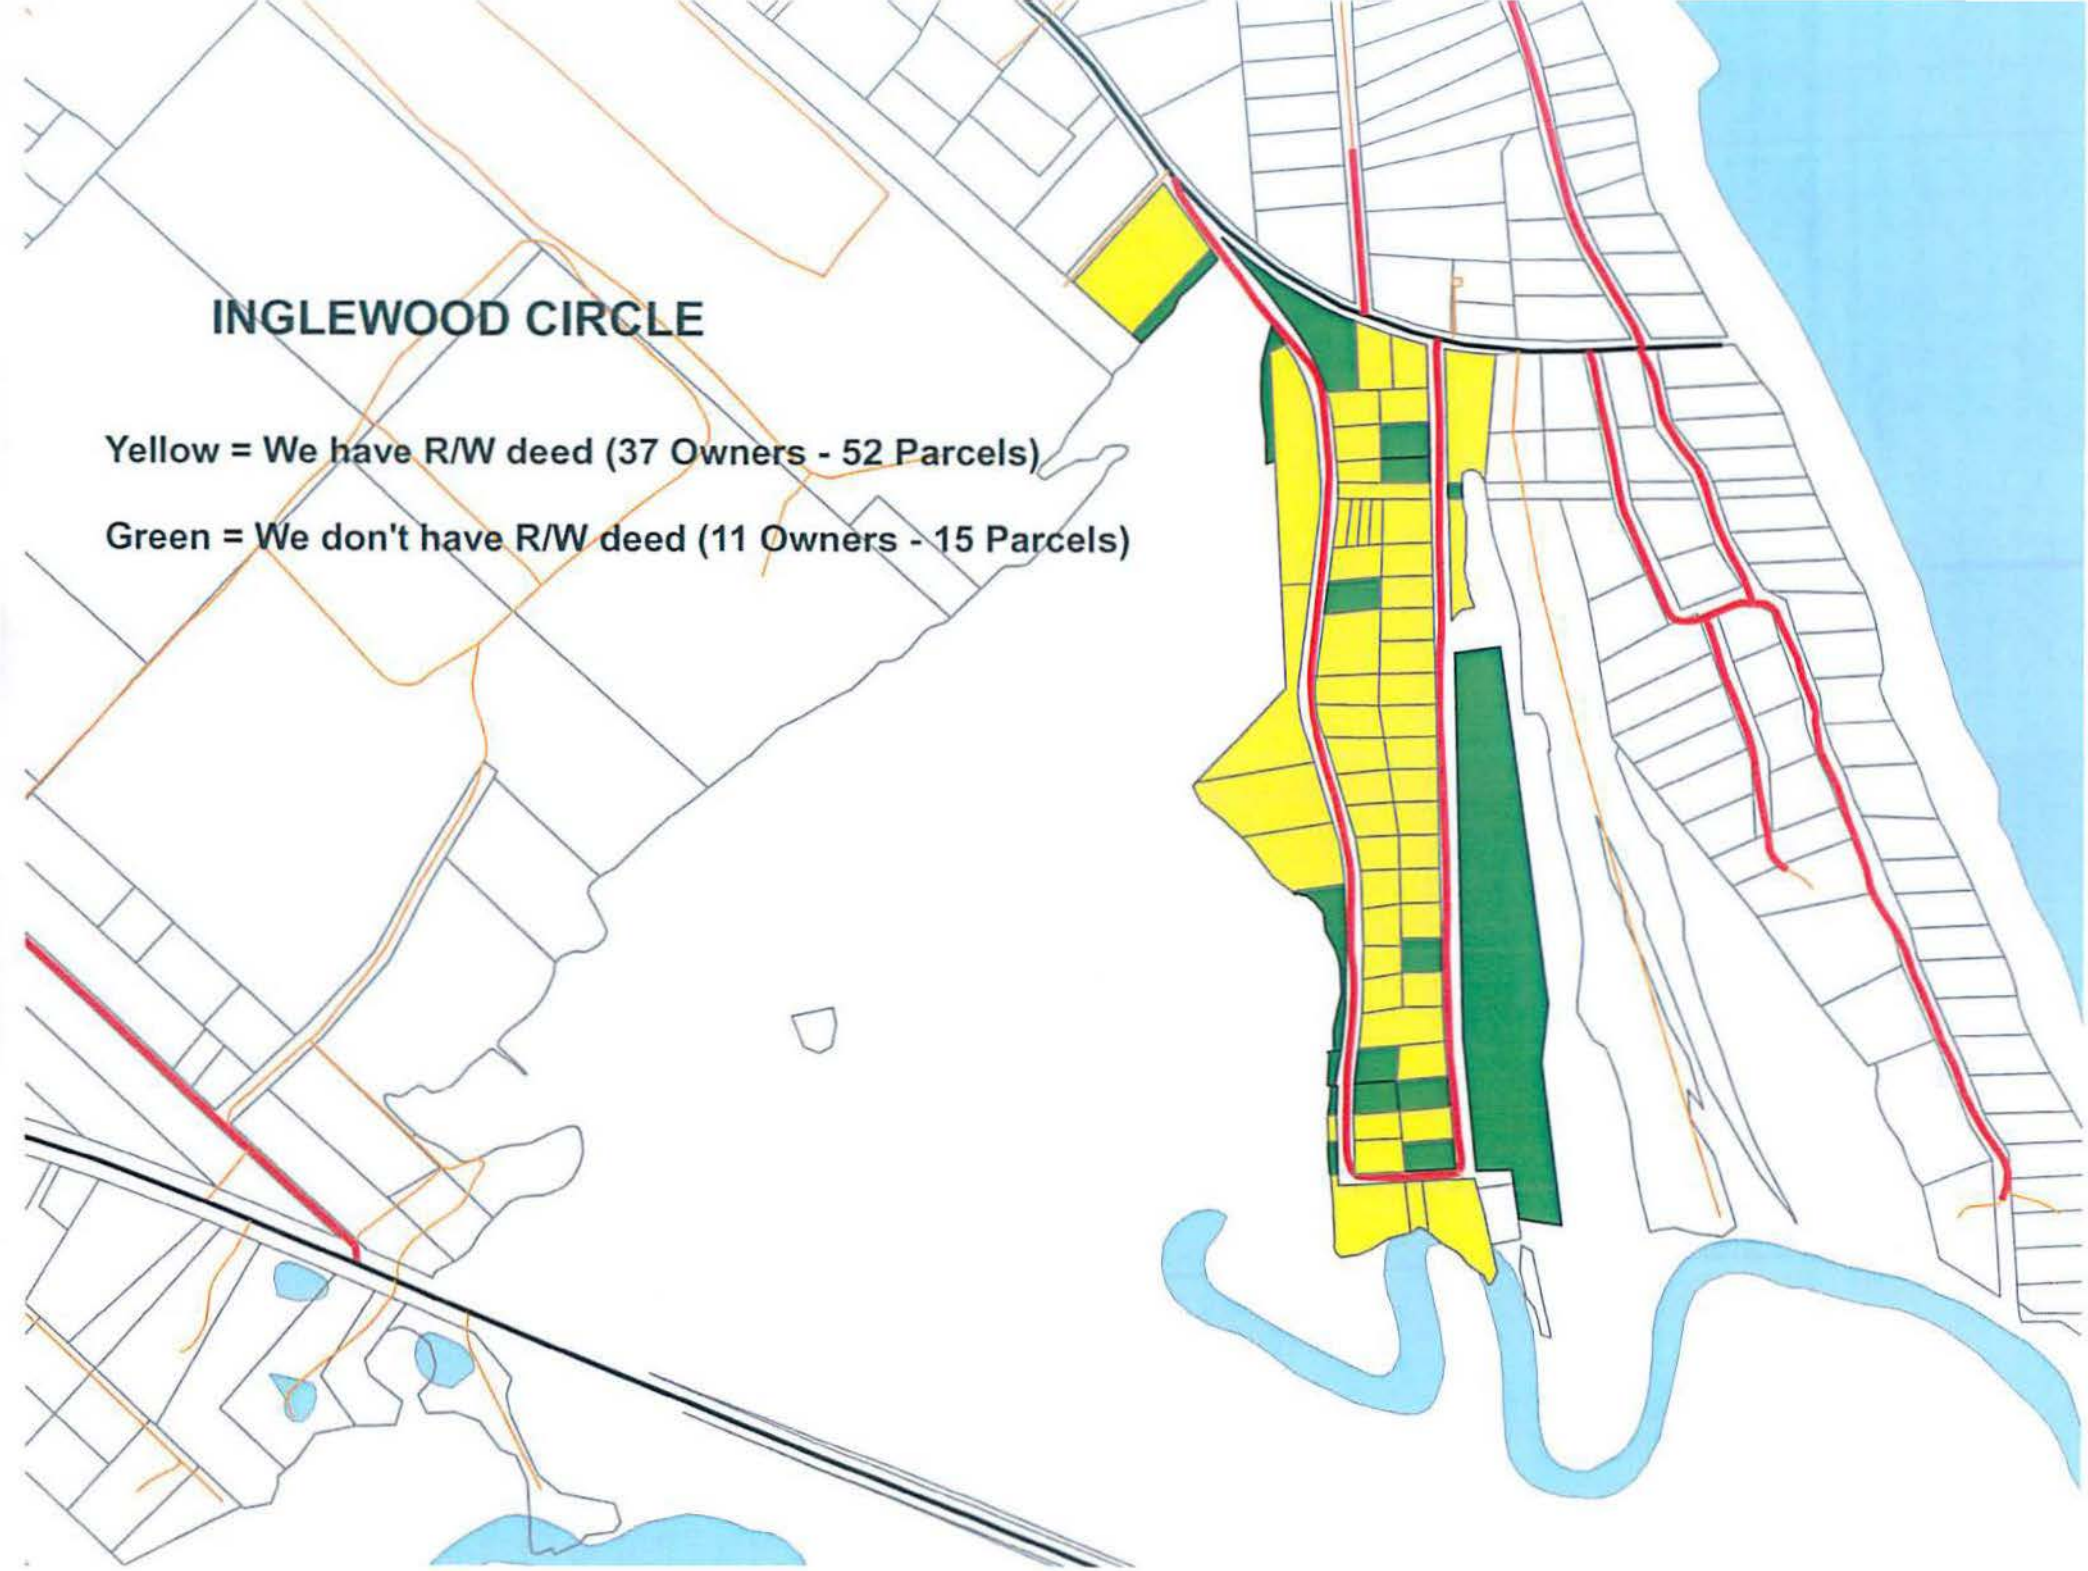 INGLEWOOD CIRCLE
Yellow = We have R/W deed (37 Owners - 52 Parcels)
Green = We don't have R/W deed (11 Owners - 15 Parcels)